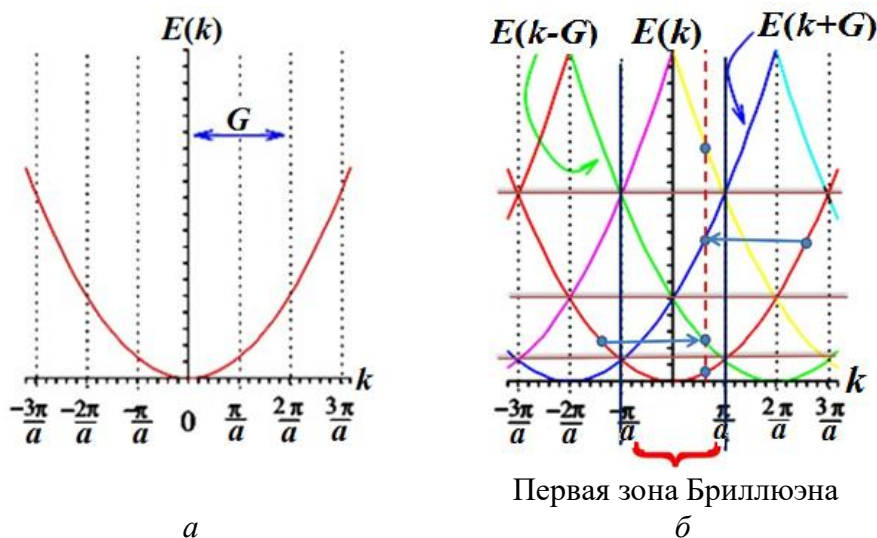 E(k)
G
k
-3π/a -2π/a -π/a 0 π/a 2π/a 3π/a
а
E(k-G) E(k) E(k+G)
k
-3π/a -2π/a -π/a π/a 2π/a 3π/a
Первая зона Бриллюэна
б